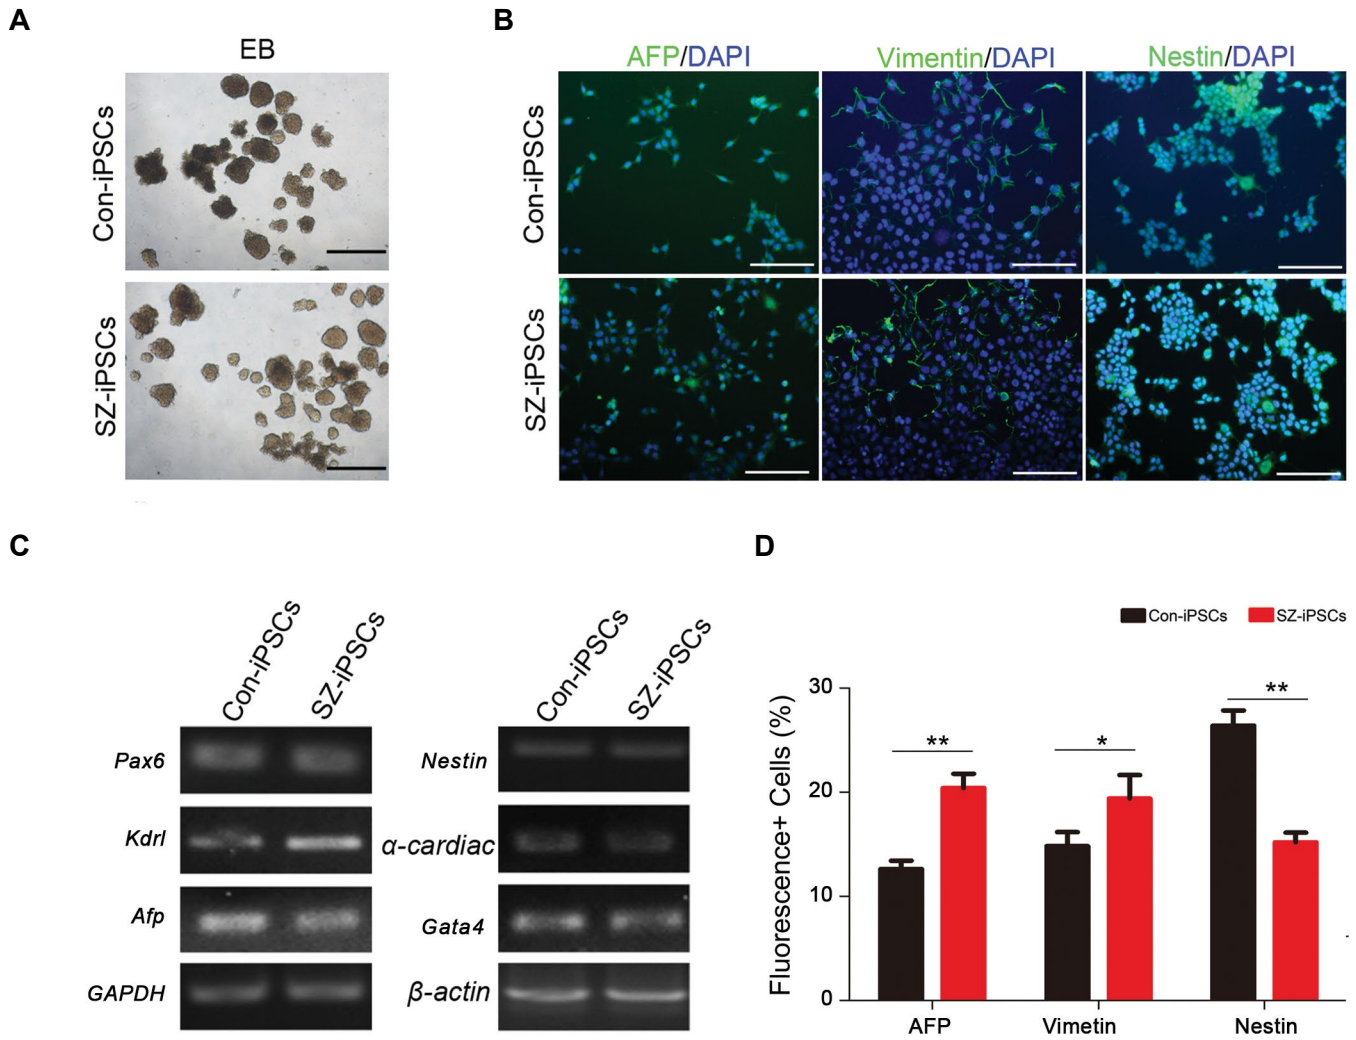 A
B
EB
AFP/DAPI
Vimentin/DAPI
Nestin/DAPI
Con-iPSCs
Con-iPSCs
SZ-iPSCs
SZ-iPSCs
C
D
Con-iPSCs
SZ-iPSCs
Con-iPSCs
SZ-iPSCs
Pax6
Nestin
Kdrl
α-cardiac
Afp
Gata4
GAPDH
β-actin
Con-iPSCs
SZ-iPSCs
Fluorescence+ Cells (%)
30
20
10
0
**
*
**
AFP
Vimetin
Nestin